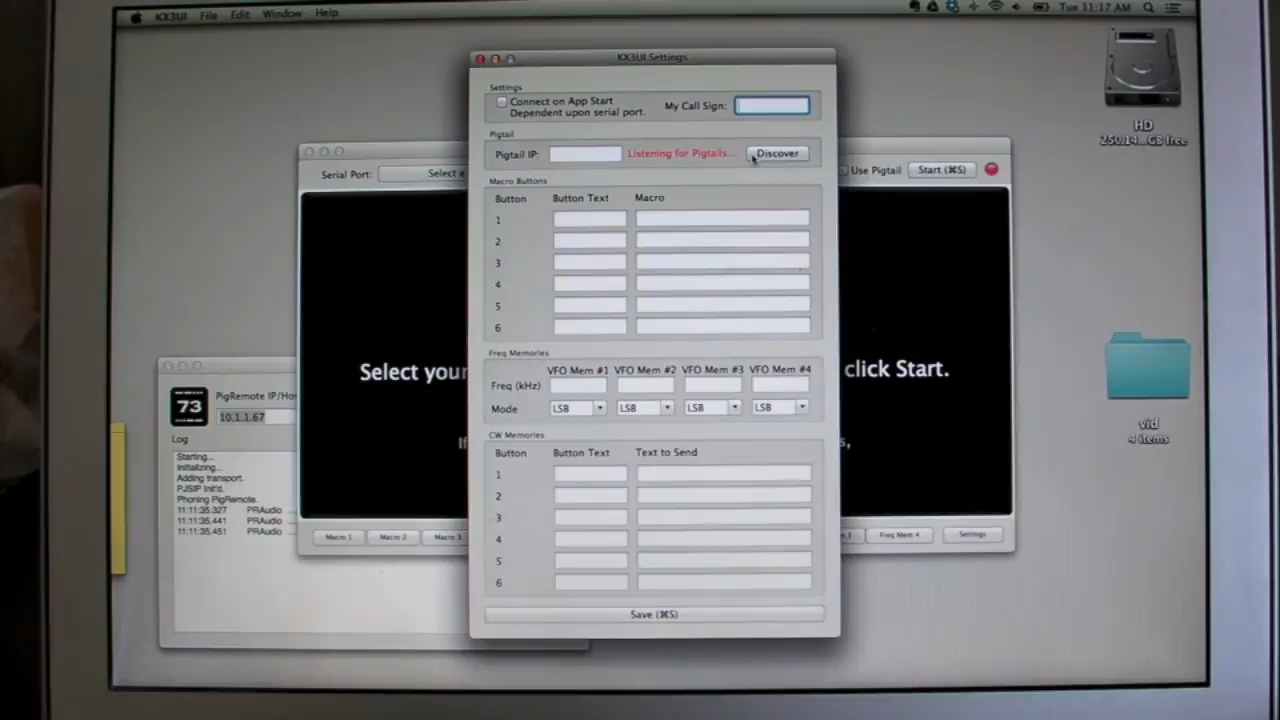 KX3UI File Edit Window Help
Tue 11:17 AM
HD
250.14...GB free
KX3UI Settings
Settings
Connect on App Start
Dependent upon serial port.
My Call Sign:
Pigtail
Pigtail IP:
Listening for Pigtails...
Discover
Serial Port:
Select a
Use Pigtail
Start (⌘S)
Macro Buttons
Button Button Text Macro
1
2
3
4
5
6
Select your
click Start.
Freq Memories
VFO Mem #1 VFO Mem #2 VFO Mem #3 VFO Mem #4
Freq (kHz)
Mode LSB LSB LSB LSB
73
PigRemote IP/Hos
10.1.1.67
Log
Starting...
Initializing...
Adding transport.
PJSIP Init'd.
Phoning PigRemote.
11:11:35.327 PRAudio
11:11:35.441 PRAudio
11:11:35.451 PRAudio
If
s,
CW Memories
Button Button Text Text to Send
1
2
3
4
5
6
Macro 1
Macro 2
Macro 3
Freq Mem 4
Settings
Save (⌘S)
vid
4 items